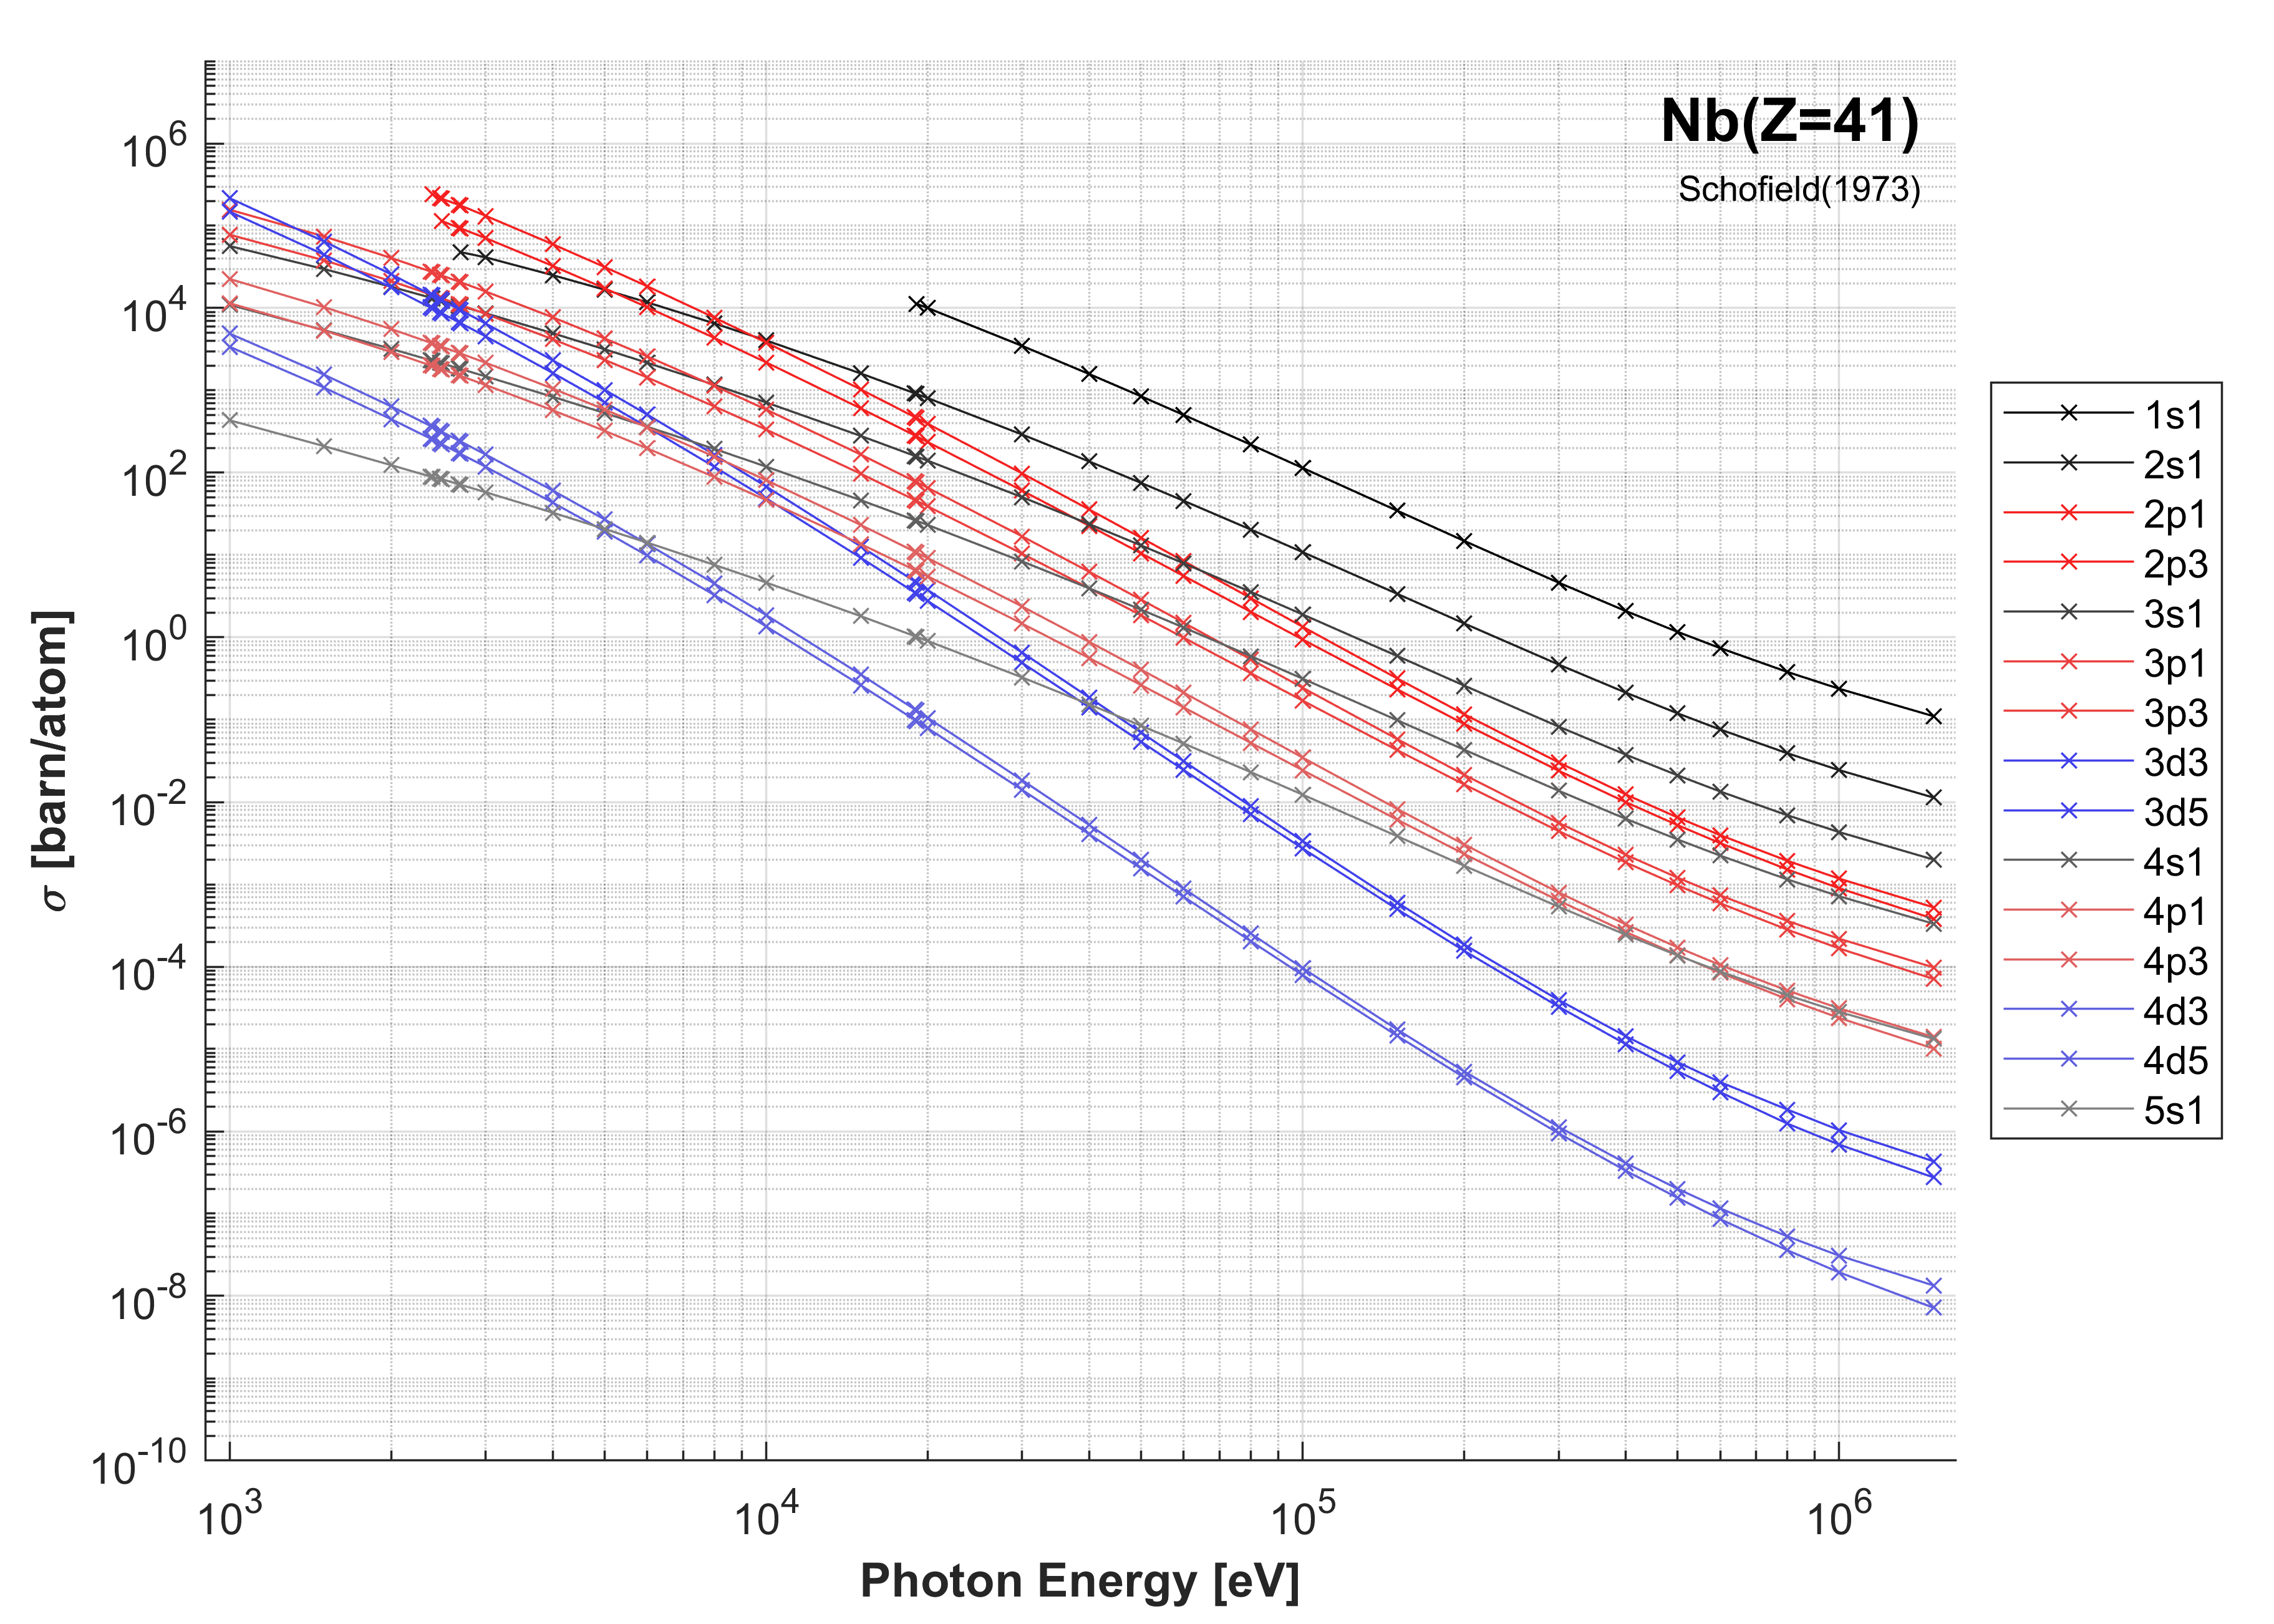 Nb(Z=41)
Schofield(1973)
10^6
10^4
10^2
10^0
10^-2
10^-4
10^-6
10^-8
10^-10
σ [barn/atom]
10^3 10^4 10^5 10^6
Photon Energy [eV]
1s1
2s1
2p1
2p3
3s1
3p1
3p3
3d3
3d5
4s1
4p1
4p3
4d3
4d5
5s1